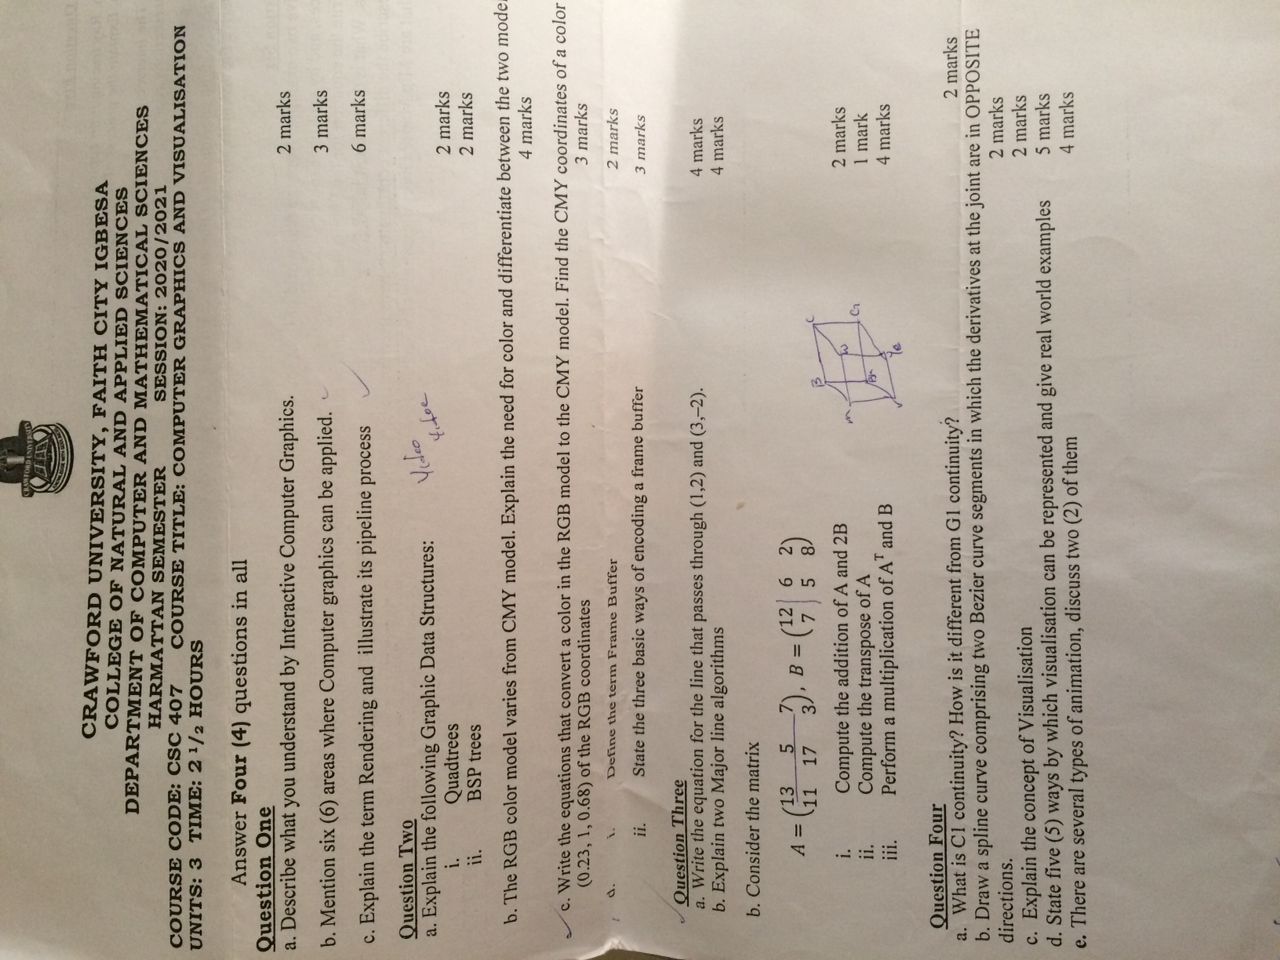 CRAWFORD UNIVERSITY
CRAWFORD UNIVERSITY, FAITH CITY IGBESA
COLLEGE OF NATURAL AND APPLIED SCIENCES
DEPARTMENT OF COMPUTER AND MATHEMATICAL SCIENCES
HARMATTAN SEMESTER SESSION: 2020/2021
COURSE CODE: CSC 407 COURSE TITLE: COMPUTER GRAPHICS AND VISUALISATION
UNITS: 3 TIME: 2 1/2 HOURS
Answer Four (4) questions in all
Question One
a. Describe what you understand by Interactive Computer Graphics. 2 marks
b. Mention six (6) areas where Computer graphics can be applied. 3 marks
c. Explain the term Rendering and illustrate its pipeline process 6 marks
Question Two
Video
a. Explain the following Graphic Data Structures:
i. Quadtrees 2 marks
ii. BSP trees 2 marks
b. The RGB color model varies from CMY model. Explain the need for color and differentiate between the two mode
4 marks
c. Write the equations that convert a color in the RGB model to the CMY model. Find the CMY coordinates of a color
(0.23, 1, 0.68) of the RGB coordinates 3 marks
d. i. Define the term Frame Buffer 2 marks
ii. State the three basic ways of encoding a frame buffer 3 marks
Question Three
a. Write the equation for the line that passes through (1,2) and (3,–2). 4 marks
b. Explain two Major line algorithms 4 marks
b. Consider the matrix
A = (13 5 7
11 17 3), B = (12 6 2
7 5 8)
i. Compute the addition of A and 2B 2 marks
ii. Compute the transpose of A 1 mark
iii. Perform a multiplication of Aᵀ and B 4 marks
B C
m w G
Question Four
a. What is C1 continuity? How is it different from G1 continuity? 2 marks
b. Draw a spline curve comprising two Bezier curve segments in which the derivatives at the joint are in OPPOSITE
directions. 2 marks
c. Explain the concept of Visualisation 2 marks
d. State five (5) ways by which visualisation can be represented and give real world examples 5 marks
e. There are several types of animation, discuss two (2) of them 4 marks